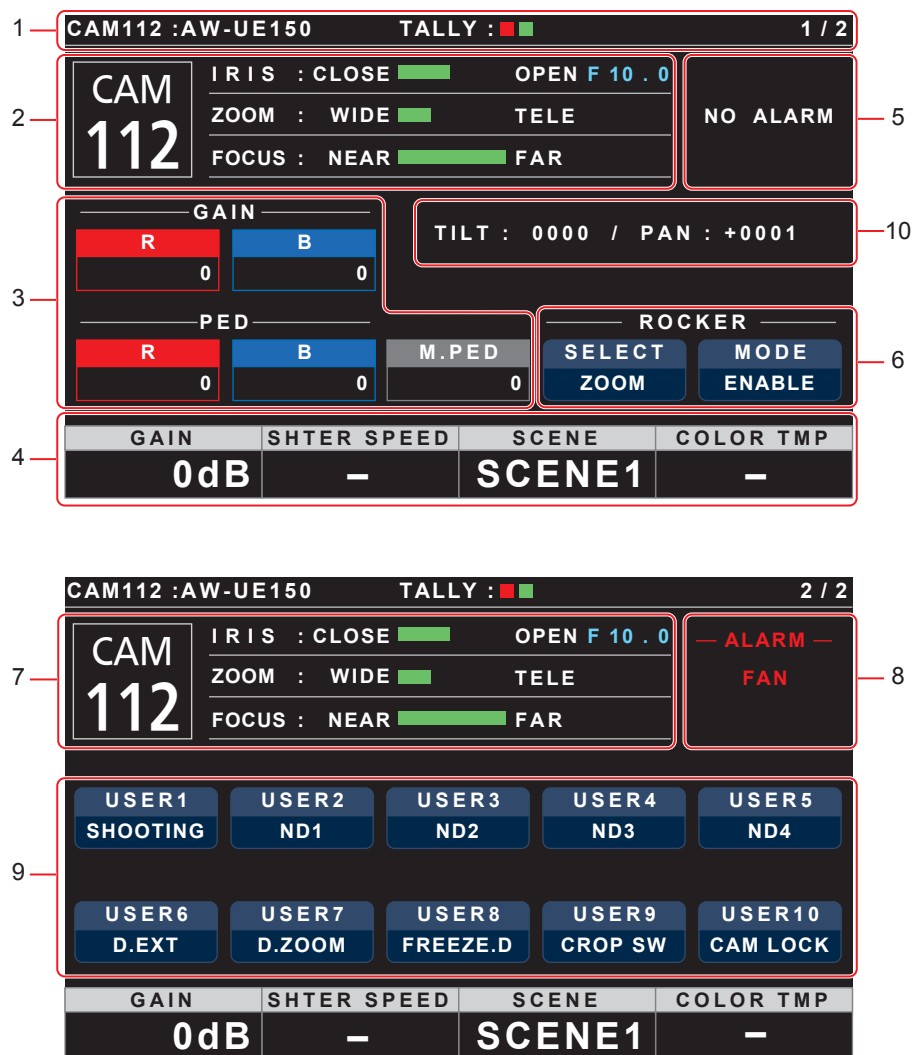 1
CAM112 :AW-UE150 TALLY : 1 / 2
2
CAM
112
IRIS : CLOSE OPEN F 10 . 0
ZOOM : WIDE TELE
FOCUS : NEAR FAR
NO ALARM
5
3
GAIN
R B
0 0
TILT : 0000 / PAN : +0001
10
PED
R B M.PED
0 0 0
ROCKER
SELECT MODE
ZOOM ENABLE
6
4
GAIN SHTER SPEED SCENE COLOR TMP
0dB – SCENE1 –
CAM112 :AW-UE150 TALLY : 2 / 2
7
CAM
112
IRIS : CLOSE OPEN F 10 . 0
ZOOM : WIDE TELE
FOCUS : NEAR FAR
— ALARM —
FAN
8
9
USER1 USER2 USER3 USER4 USER5
SHOOTING ND1 ND2 ND3 ND4
USER6 USER7 USER8 USER9 USER10
D.EXT D.ZOOM FREEZE.D CROP SW CAM LOCK
GAIN SHTER SPEED SCENE COLOR TMP
0dB – SCENE1 –